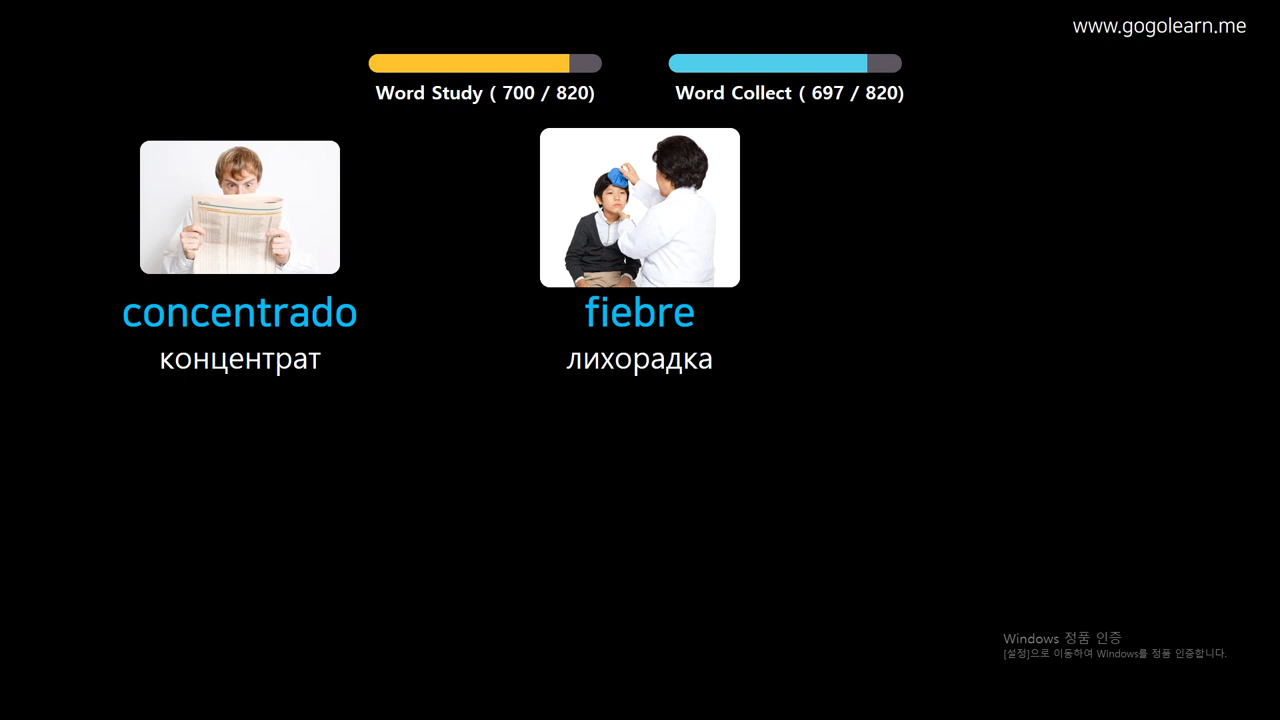 www.gogolearn.me
Word Study ( 700 / 820)
Word Collect ( 697 / 820)
concentrado
концентрат
fiebre
лихорадка
Windows 정품 인증
[설정]으로 이동하여 Windows를 정품 인증합니다.